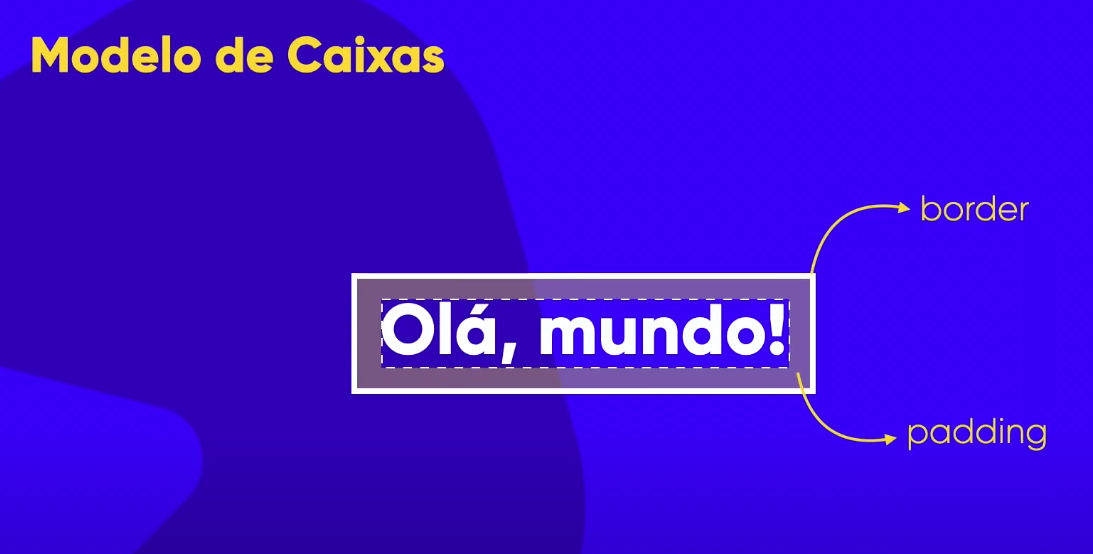 Modelo de Caixas
border
Olá, mundo!
padding